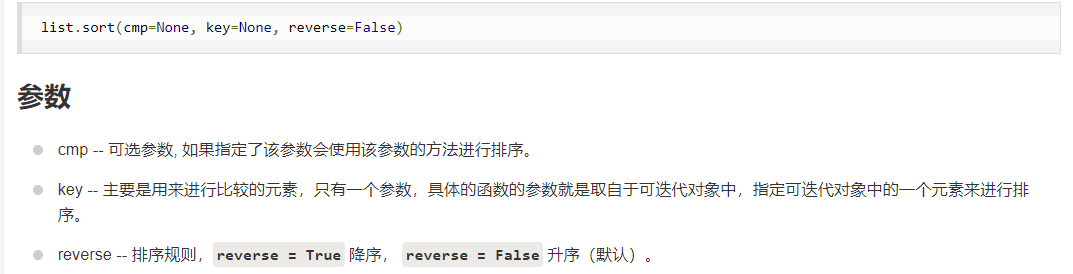 list.sort(cmp=None, key=None, reverse=False)
参数
cmp -- 可选参数, 如果指定了该参数会使用该参数的方法进行排序。
key -- 主要是用来进行比较的元素，只有一个参数，具体的函数的参数就是取自于可迭代对象中，指定可迭代对象中的一个元素来进行排
序。
reverse -- 排序规则，reverse = True 降序， reverse = False 升序（默认）。